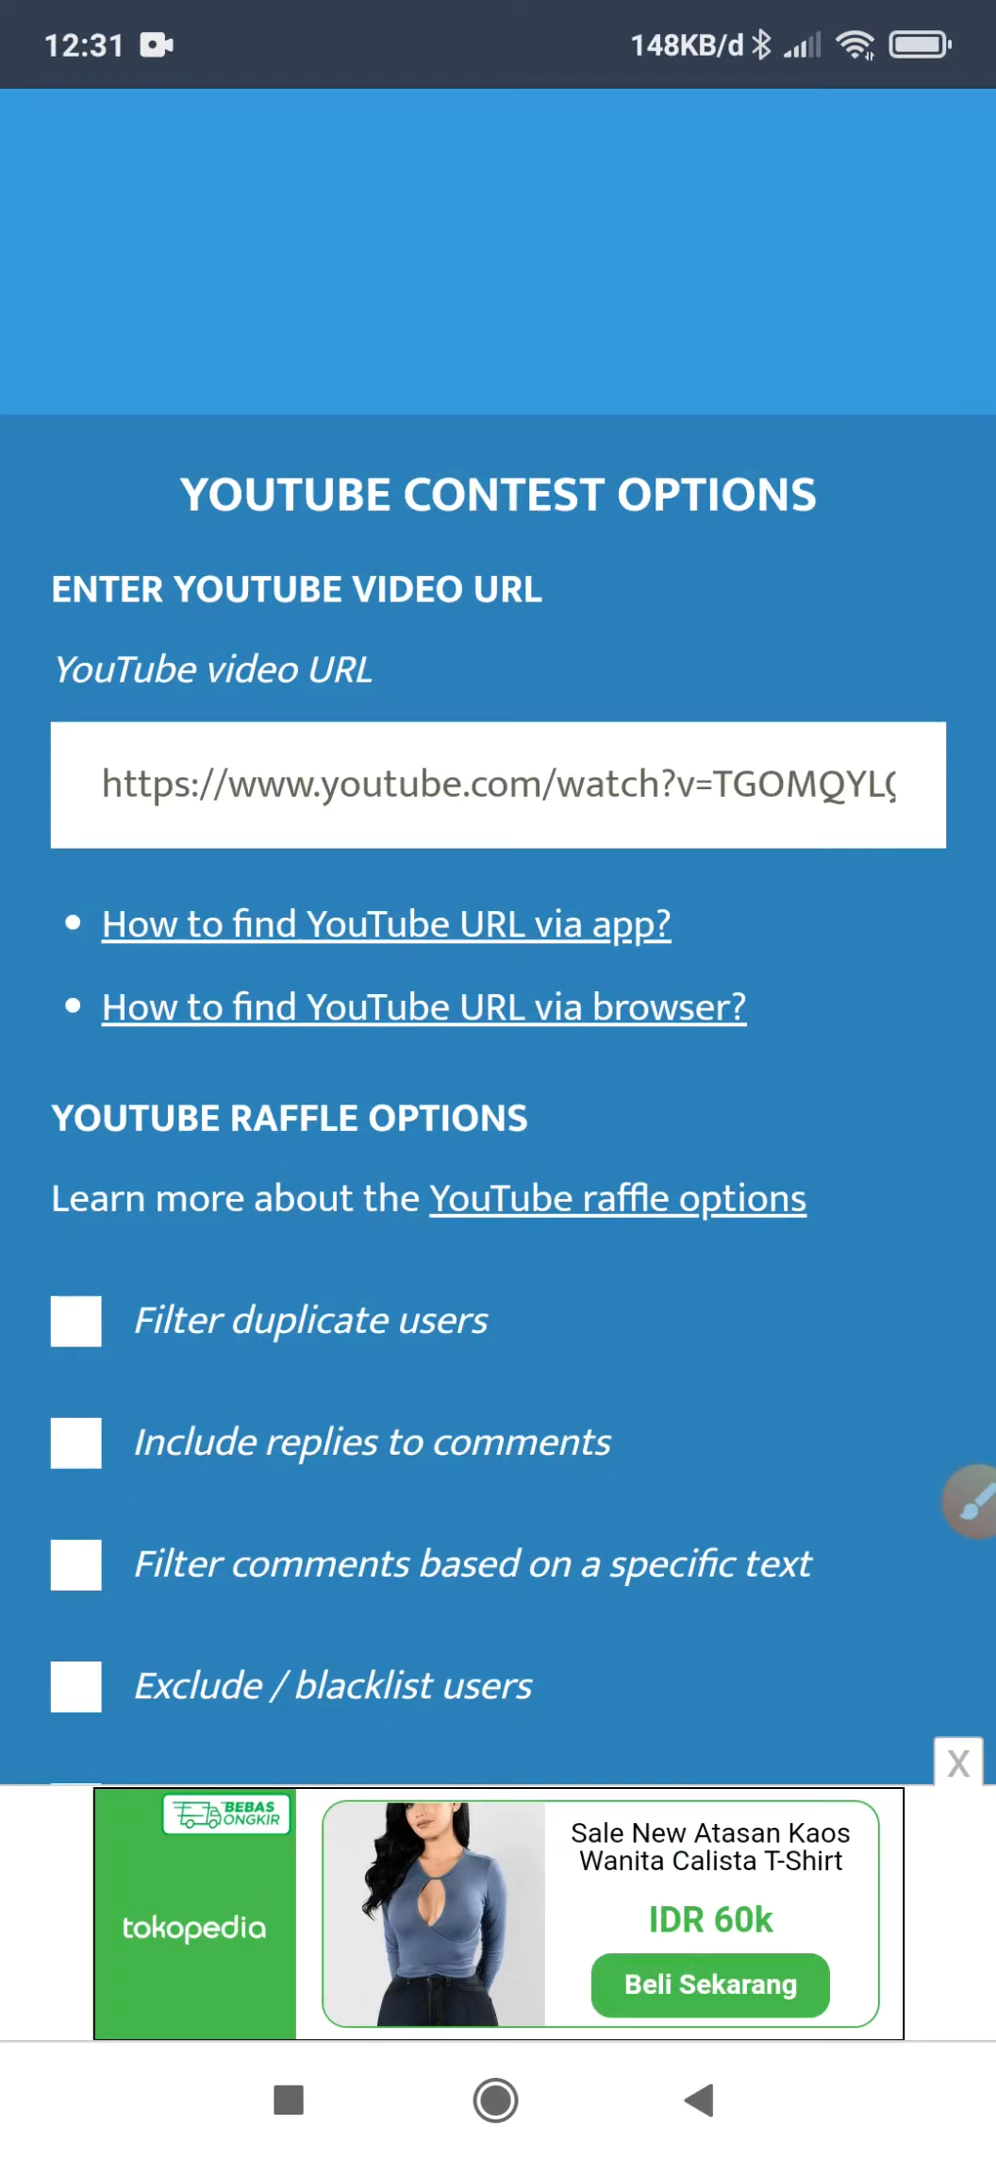 12:31
148KB/d
YOUTUBE CONTEST OPTIONS
ENTER YOUTUBE VIDEO URL
YouTube video URL
https://www.youtube.com/watch?v=TGOMQYL
How to find YouTube URL via app?
How to find YouTube URL via browser?
YOUTUBE RAFFLE OPTIONS
Learn more about the YouTube raffle options
Filter duplicate users
Include replies to comments
Filter comments based on a specific text
Exclude / blacklist users
X
BEBAS
ONGKIR
tokopedia
Sale New Atasan Kaos
Wanita Calista T-Shirt
IDR 60k
Beli Sekarang